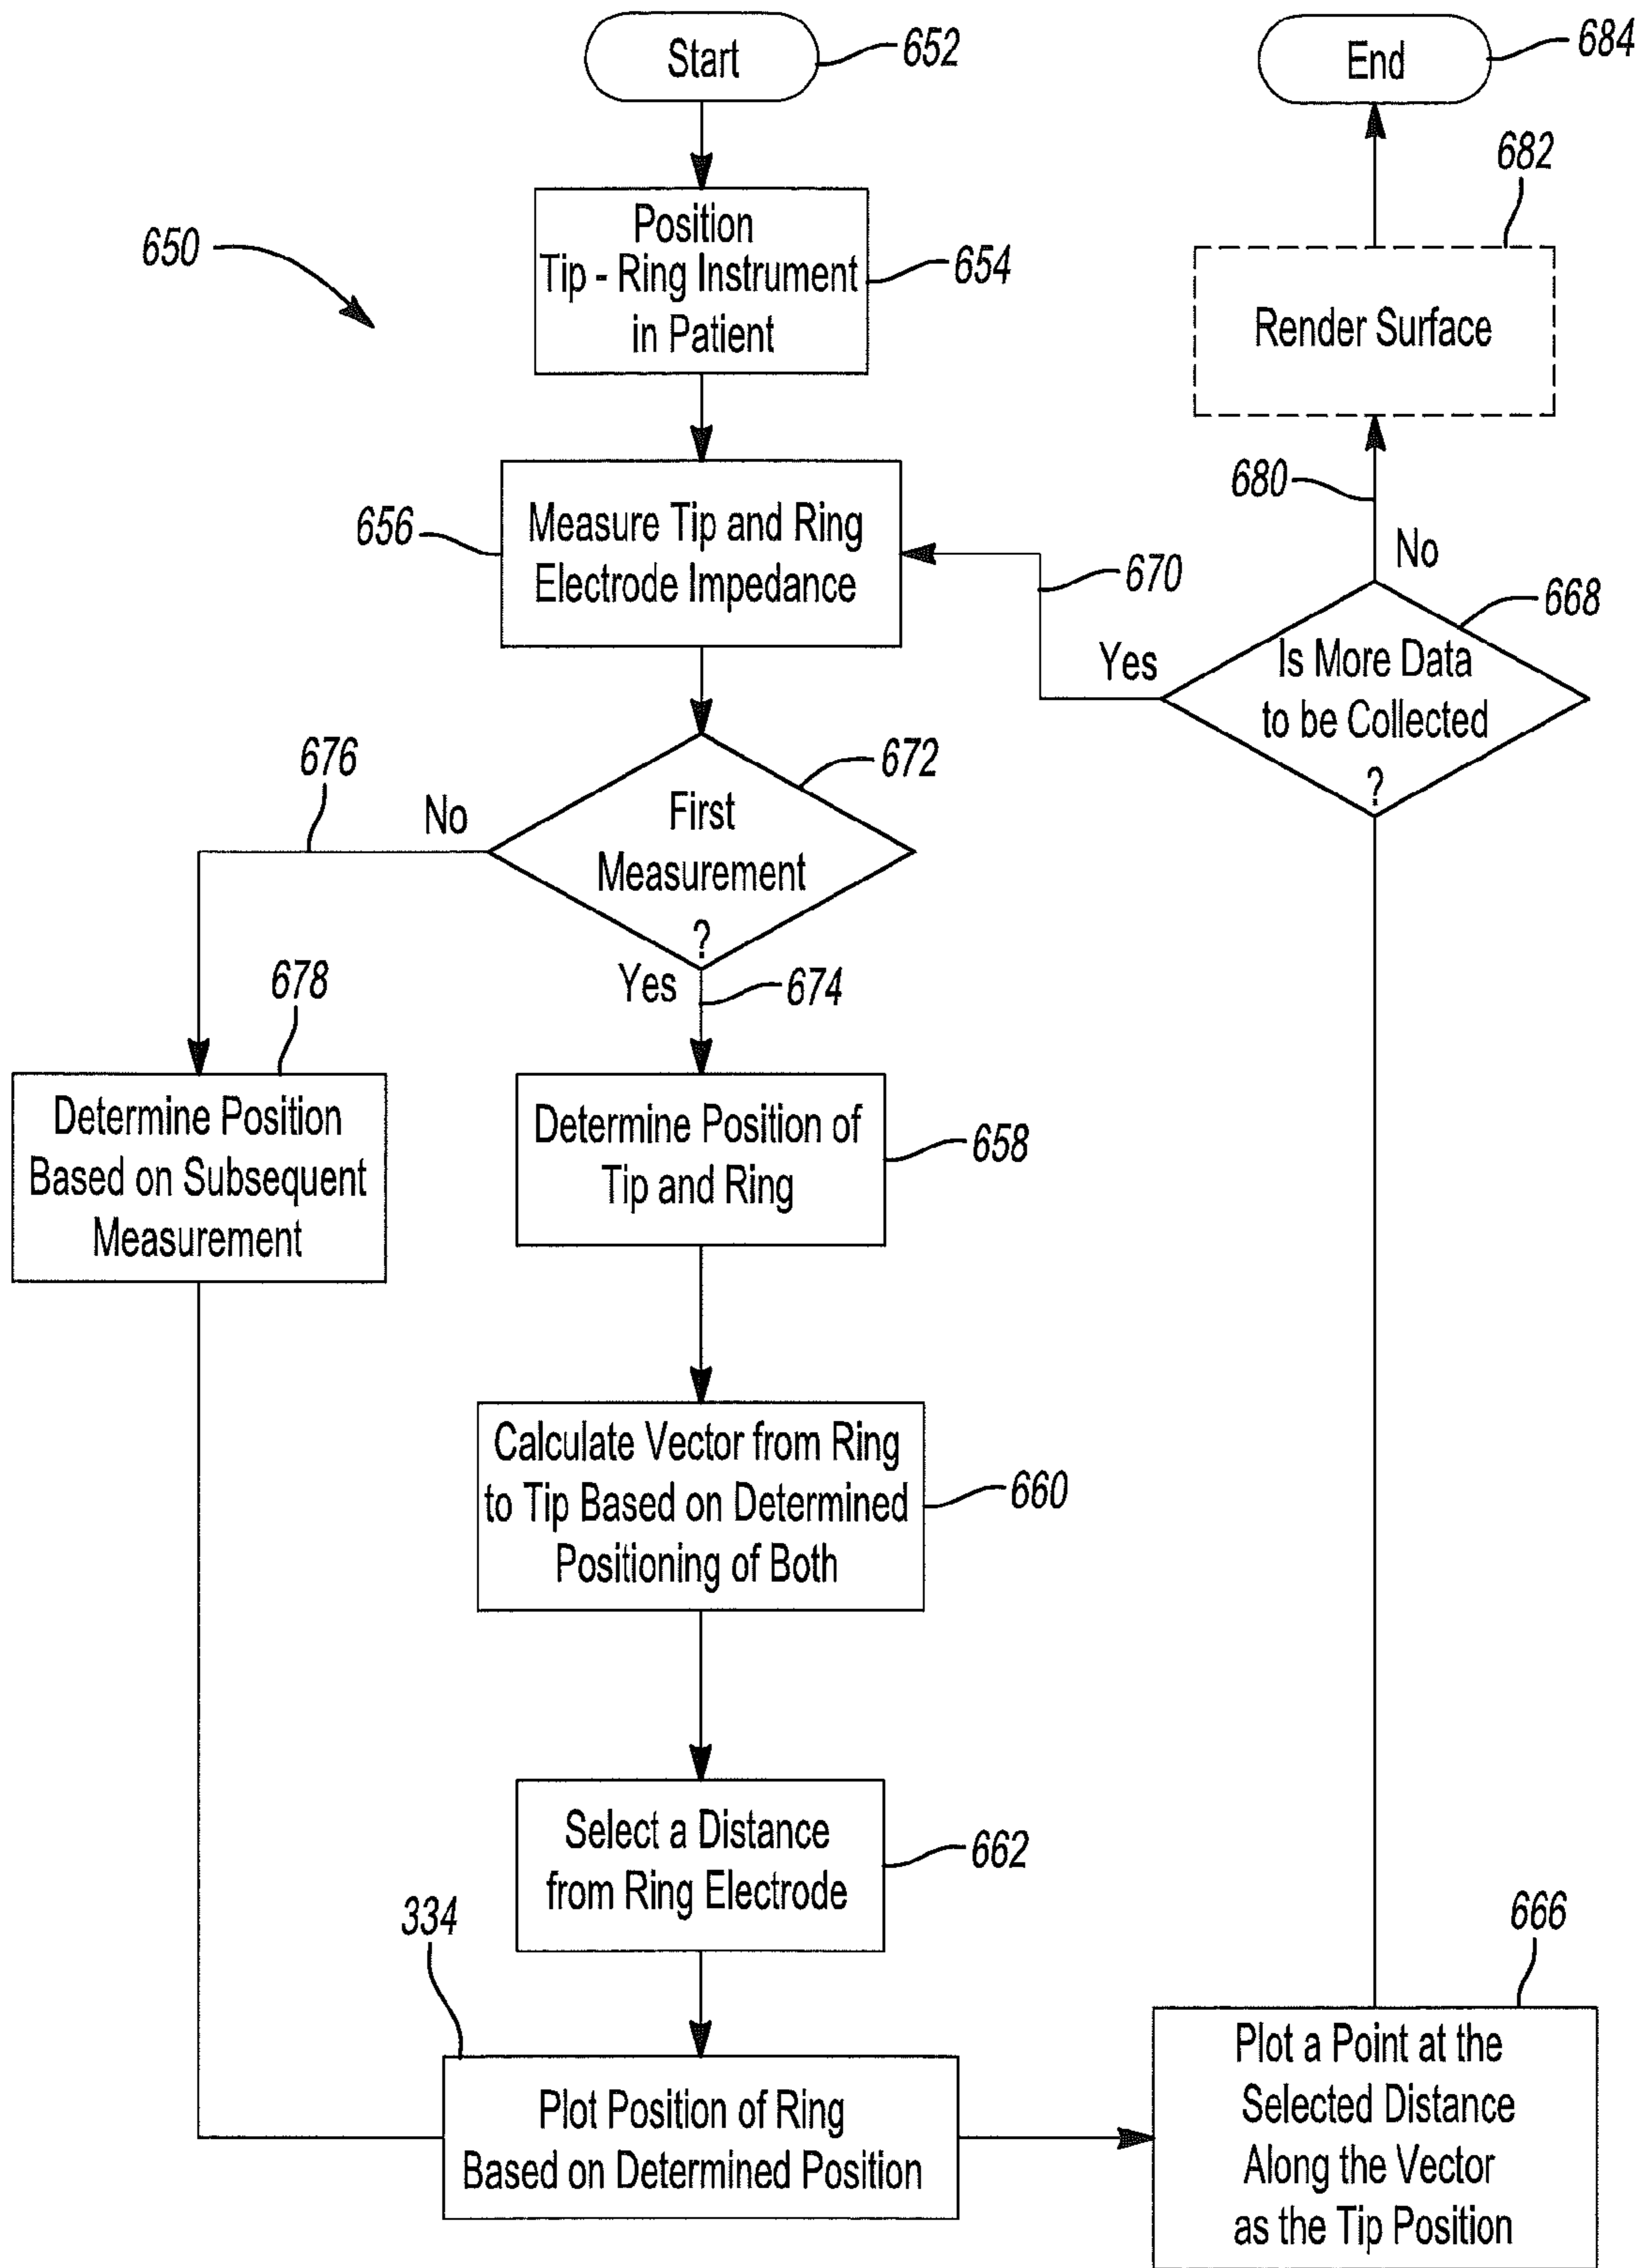 Start
652
End
684
682
650
Position
Tip - Ring Instrument
in Patient
654
Render Surface
680
No
656
Measure Tip and Ring
Electrode Impedance
670
668
Yes
Is More Data
to be Collected
?
676
No
672
First
Measurement
?
Yes
674
678
Determine Position
Based on Subsequent
Measurement
Determine Position of
Tip and Ring
658
Calculate Vector from Ring
to Tip Based on Determined
Positioning of Both
660
Select a Distance
from Ring Electrode
662
334
Plot Position of Ring
Based on Determined Position
666
Plot a Point at the
Selected Distance
Along the Vector
as the Tip Position